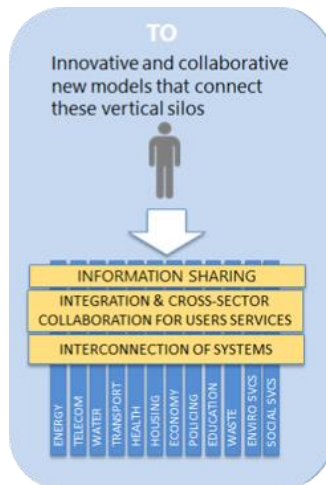 TO
Innovative and collaborative
new models that connect
these vertical silos
INFORMATION SHARING
INTEGRATION & CROSS-SECTOR
COLLABORATION FOR USERS SERVICES
INTERCONNECTION OF SYSTEMS
ENERGY
TELECOM
WATER
TRANSPORT
HEALTH
HOUSING
ECONOMY
POLICING
EDUCATION
WASTE
ENVIRO SVCS
SOCIAL SVCS